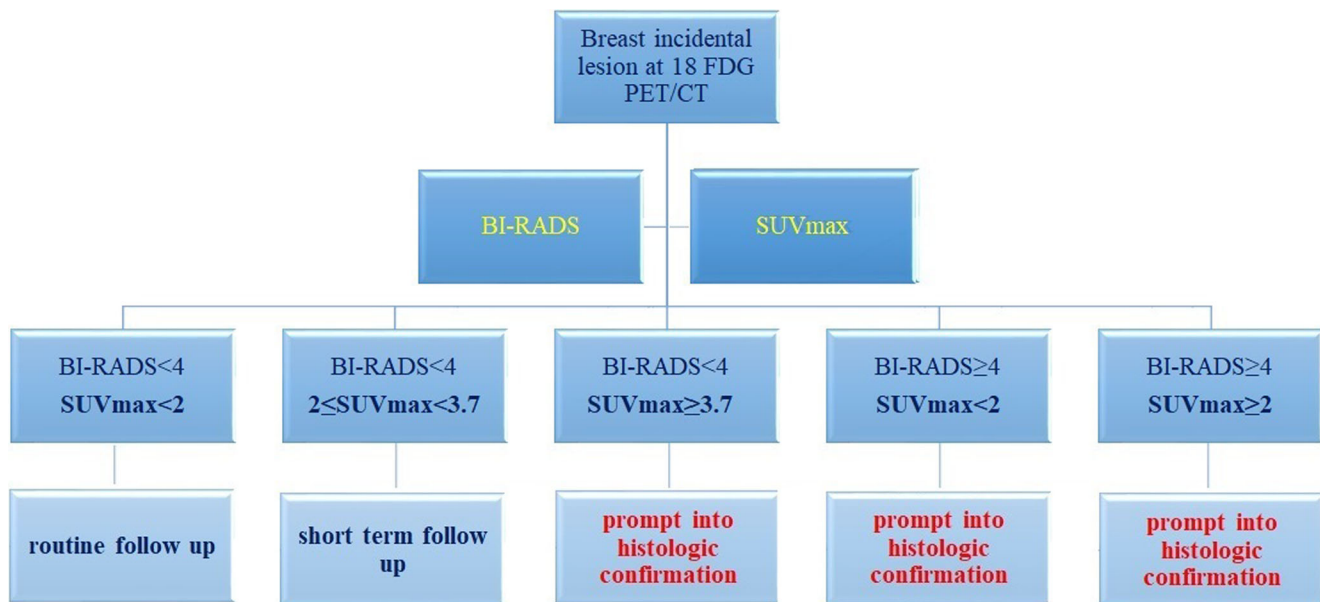 Breast incidental
lesion at 18 FDG
PET/CT
BI-RADS
SUVmax
BI-RADS<4
SUVmax<2
BI-RADS<4
2≤SUVmax<3.7
BI-RADS<4
SUVmax≥3.7
BI-RADS≥4
SUVmax<2
BI-RADS≥4
SUVmax≥2
routine follow up
short term follow
up
prompt into
histologic
confirmation
prompt into
histologic
confirmation
prompt into
histologic
confirmation